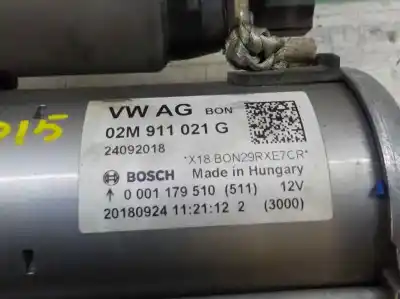 VW AG BON
02M 911 021 G
24092018
*X18 BON29RXE7CR*
BOSCH Made in Hungary
0 001 179 510 (511) 12V
20180924 11:21:12 2 (3000)